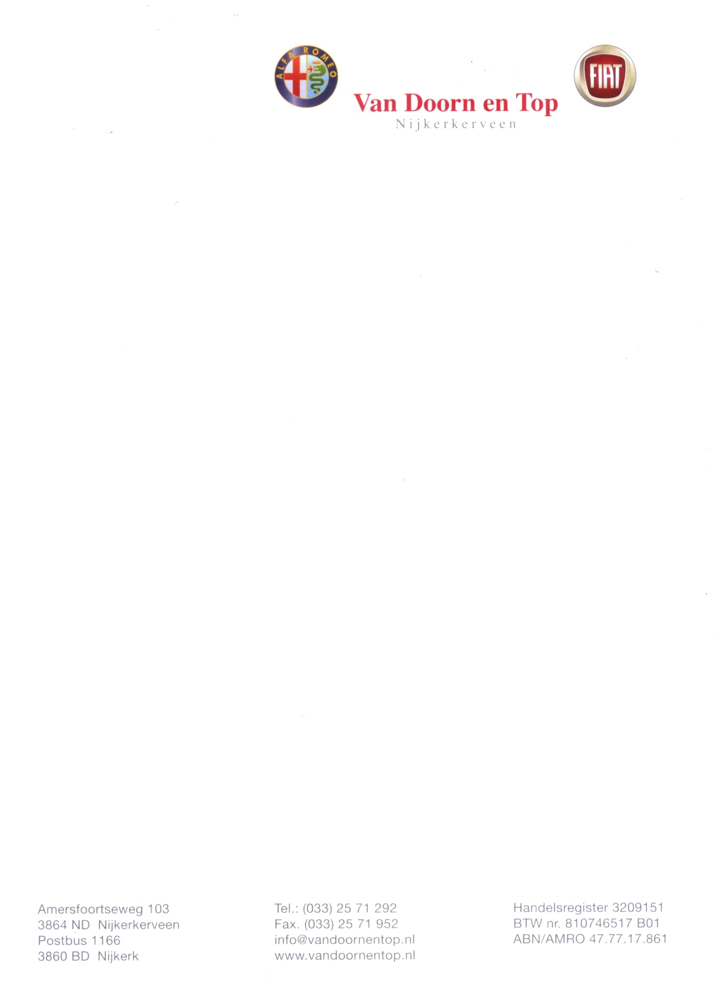 ALFA ROMEO
FIAT
Van Doorn en Top
Nijkerkerveen
Amersfoortseweg 103
3864 ND Nijkerkerveen
Postbus 1166
3860 BD Nijkerk
Tel.: (033) 25 71 292
Fax. (033) 25 71 952
info@vandoornentop.nl
www.vandoornentop.nl
Handelsregister 3209151
BTW nr. 810746517 B01
ABN/AMRO 47.77.17.861